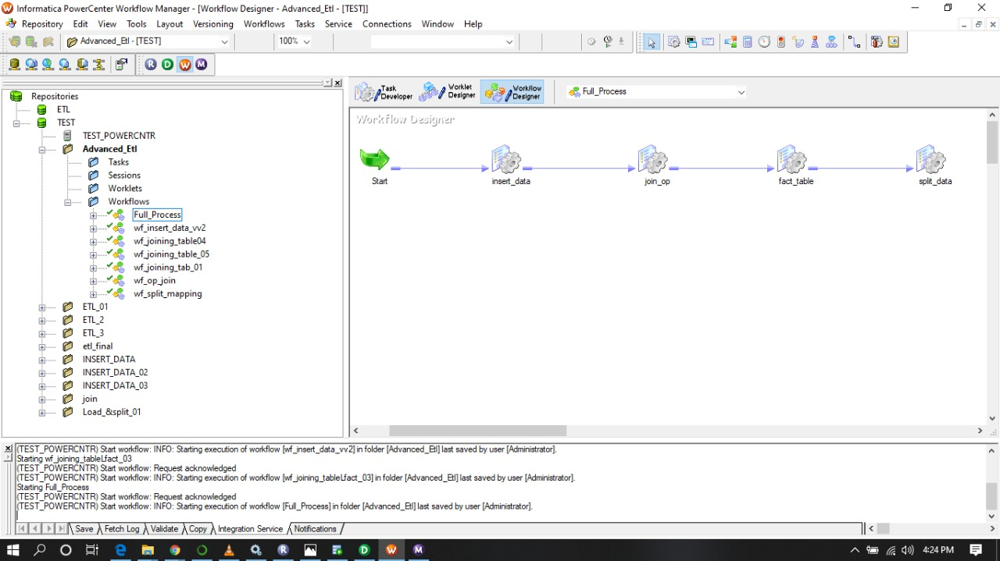 Informatica PowerCenter Workflow Manager - [Workflow Designer - Advanced_Etl - [TEST]]
Repository Edit View Tools Layout Versioning Workflows Tasks Service Connections Window Help
Advanced_Etl - [TEST] 100%
R D W M
Task Developer
Worklet Designer
Workflow Designer
Full_Process
Repositories
ETL
TEST
TEST_POWERCNTR
Advanced_Etl
Tasks
Sessions
Worklets
Workflows
Full_Process
wf_insert_data_vv2
wf_joining_table04
wf_joining_table_05
wf_joining_tab_01
wf_op_join
wf_split_mapping
ETL_01
ETL_2
ETL_3
etl_final
INSERT_DATA
INSERT_DATA_02
INSERT_DATA_03
join
Load_&split_01
Workflow Designer
Start insert_data join_op fact_table split_data
(TEST_POWERCNTR) Start workflow: INFO: Starting execution of workflow [wf_insert_data_vv2] in folder [Advanced_Etl] last saved by user [Administrator].
Starting wf_joining_tableLfact_03
(TEST_POWERCNTR) Start workflow: Request acknowledged
(TEST_POWERCNTR) Start workflow: INFO: Starting execution of workflow [wf_joining_tableLfact_03] in folder [Advanced_Etl] last saved by user [Administrator].
Starting Full_Process
(TEST_POWERCNTR) Start workflow: Request acknowledged
(TEST_POWERCNTR) Start workflow: INFO: Starting execution of workflow [Full_Process] in folder [Advanced_Etl] last saved by user [Administrator].
Save Fetch Log Validate Copy Integration Service Notifications
R D W M 4:24 PM